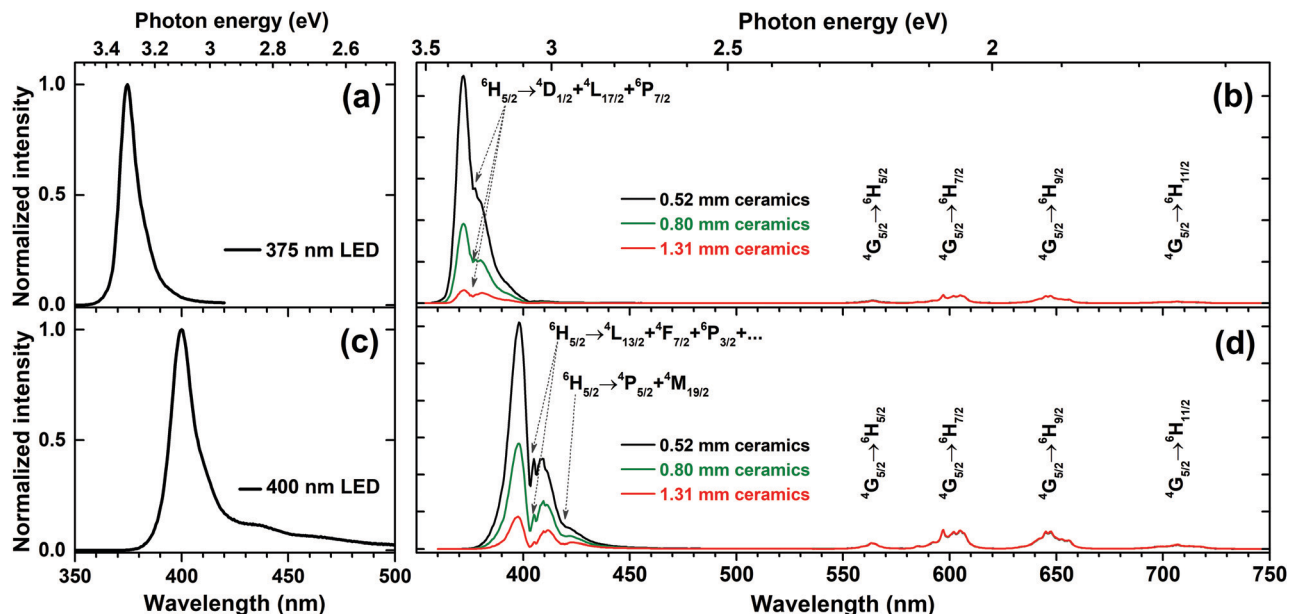 Photon energy (eV)
3.4 3.2 3 2.8 2.6
Photon energy (eV)
3.5 3 2.5 2
Normalized intensity
1.0
0.5
0.0
(a)
375 nm LED
(b)
⁶H₅/₂→⁴D₁/₂+⁴L₁₇/₂+⁶P₇/₂
0.52 mm ceramics
0.80 mm ceramics
1.31 mm ceramics
⁴G₅/₂→⁶H₅/₂
⁴G₅/₂→⁶H₇/₂
⁴G₅/₂→⁶H₉/₂
⁴G₅/₂→⁶H₁₁/₂
Normalized intensity
1.0
0.5
0.0
(c)
400 nm LED
350 400 450 500
Wavelength (nm)
(d)
⁶H₅/₂→⁴L₁₃/₂+⁴F₇/₂+⁶P₃/₂+...
⁶H₅/₂→⁴P₅/₂+⁴M₁₉/₂
0.52 mm ceramics
0.80 mm ceramics
1.31 mm ceramics
⁴G₅/₂→⁶H₅/₂
⁴G₅/₂→⁶H₇/₂
⁴G₅/₂→⁶H₉/₂
⁴G₅/₂→⁶H₁₁/₂
400 450 500 550 600 650 700 750
Wavelength (nm)